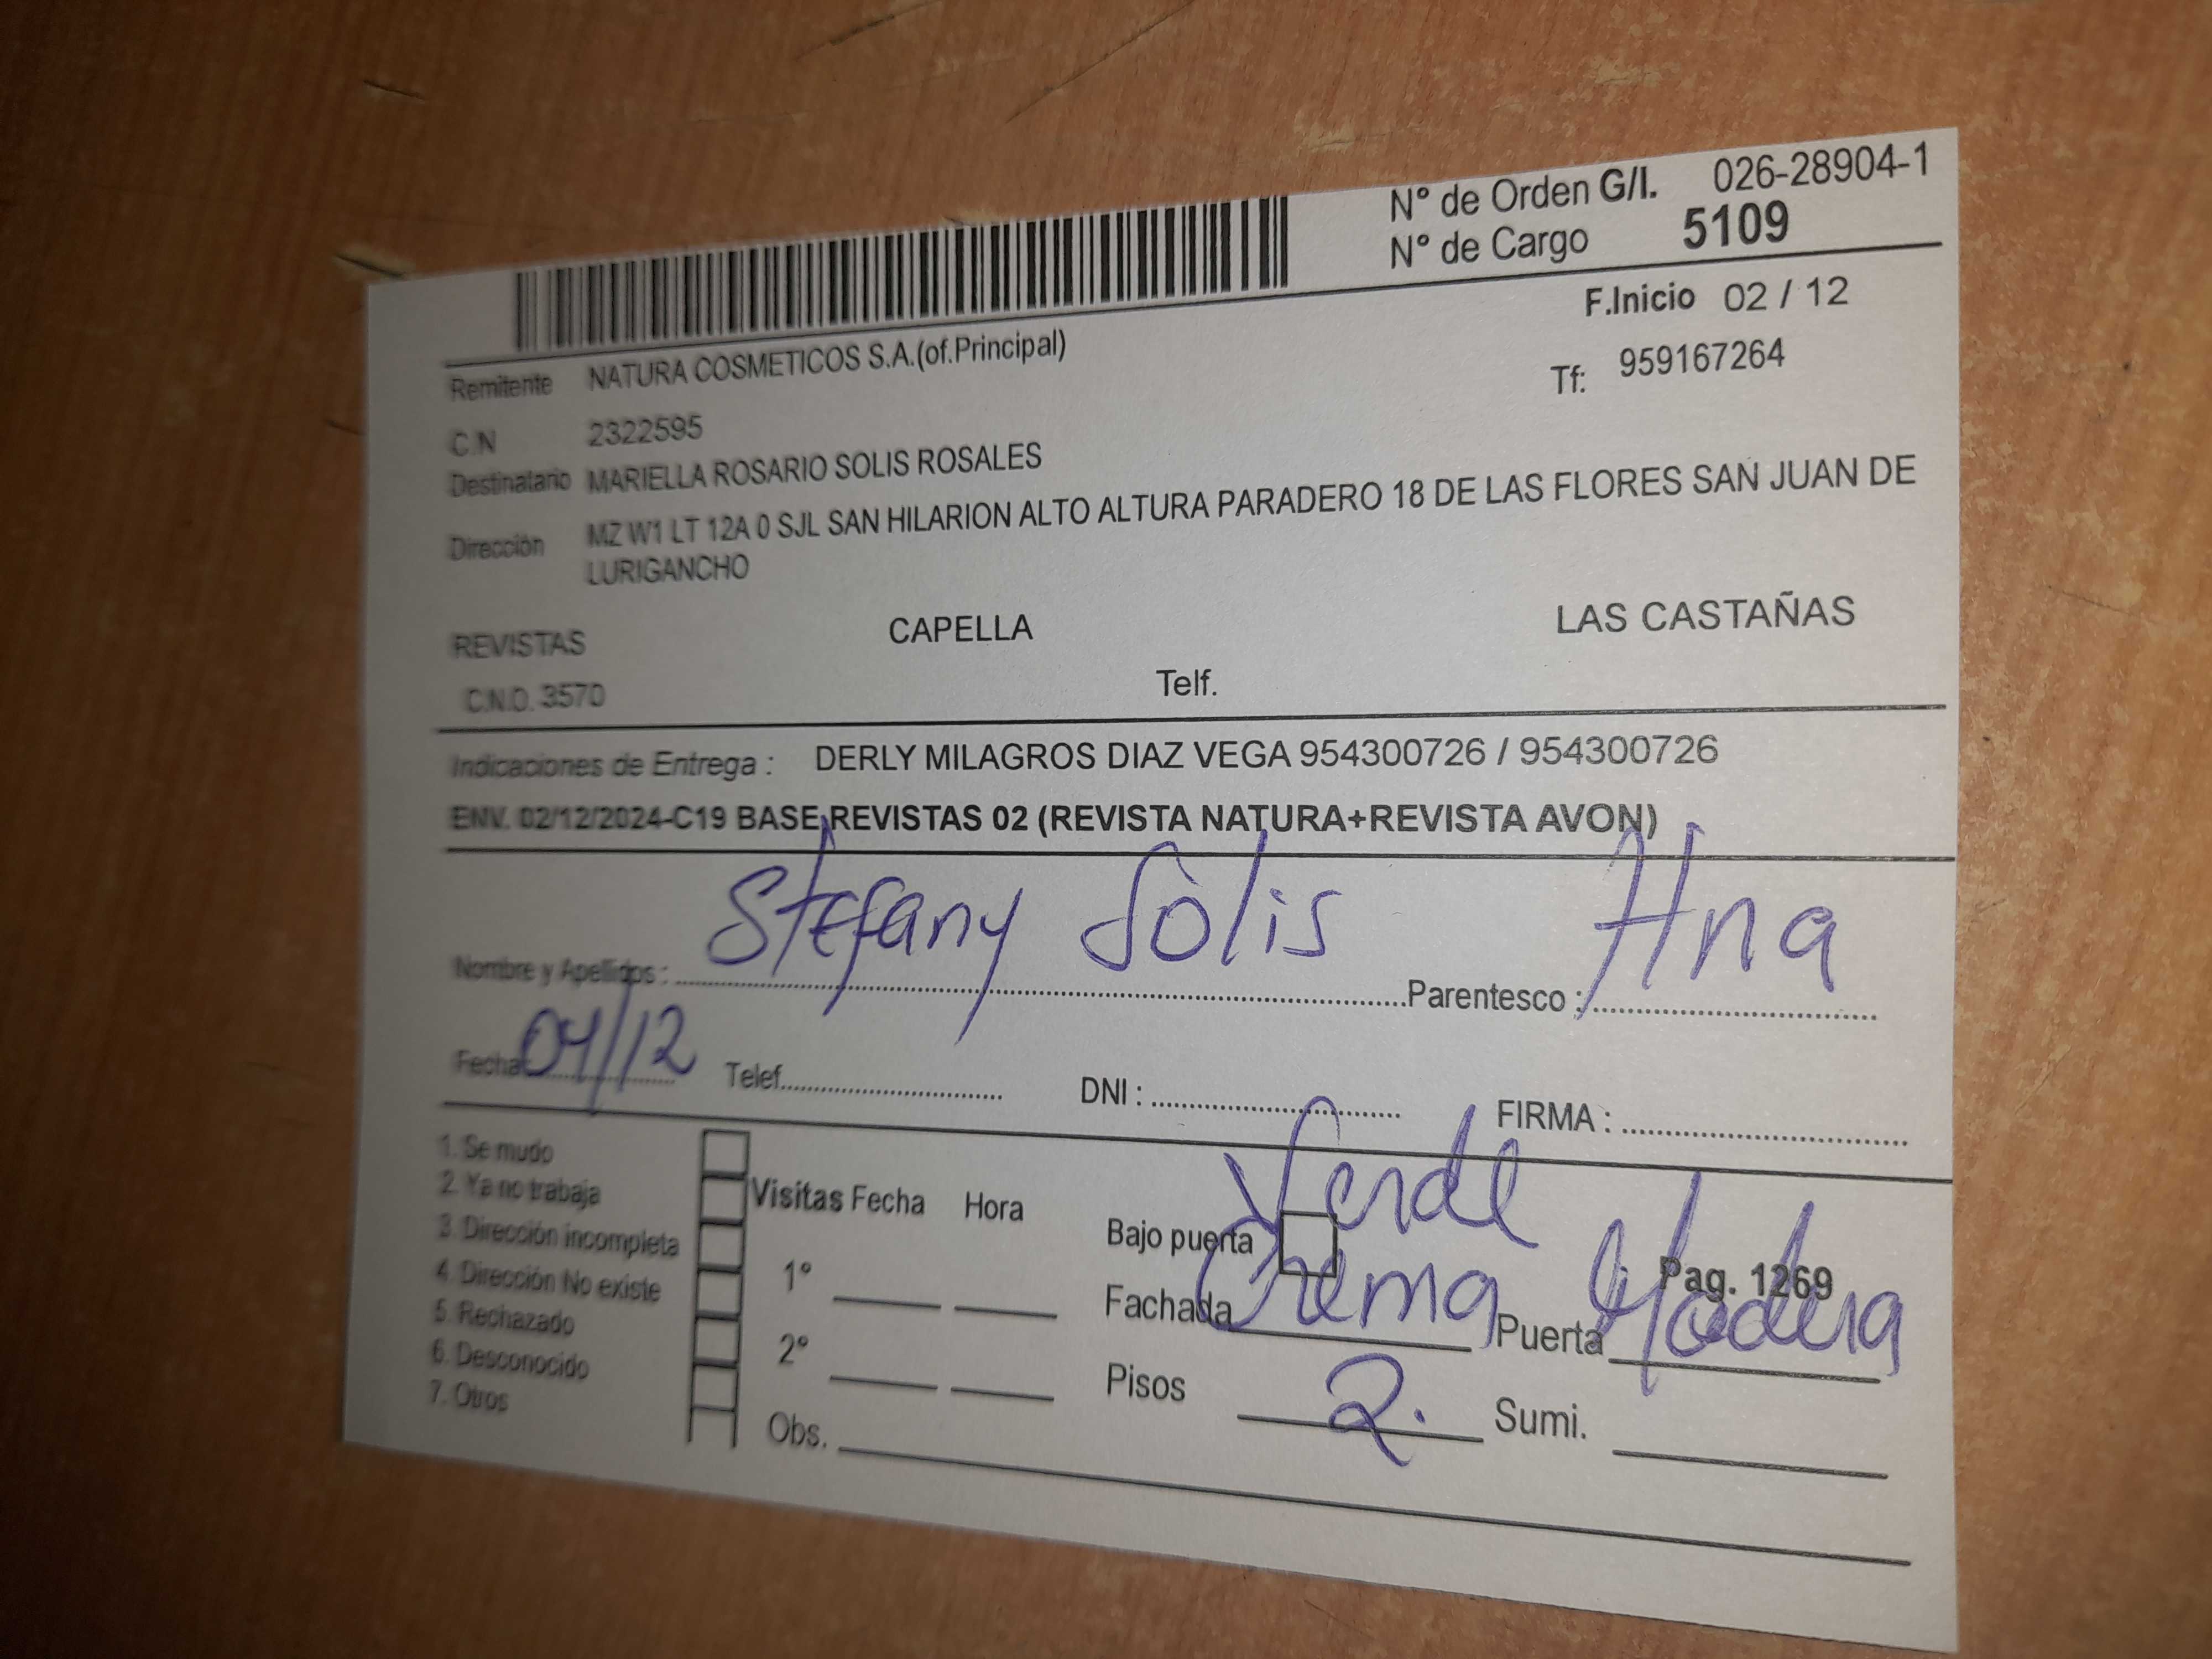 Nº de Orden G/I. 026-28904-1
Nº de Cargo 5109
F.Inicio 02 / 12
Remitente NATURA COSMETICOS S.A.(of.Principal)
Tf: 959167264
C.N 2322595
Destinatario MARIELLA ROSARIO SOLIS ROSALES
Dirección MZ W1 LT 12A 0 SJL SAN HILARION ALTO ALTURA PARADERO 18 DE LAS FLORES SAN JUAN DE
LURIGANCHO
REVISTAS CAPELLA LAS CASTAÑAS
C.N.D. 3570 Telf.
Indicaciones de Entrega : DERLY MILAGROS DIAZ VEGA 954300726 / 954300726
ENV. 02/12/2024-C19 BASE REVISTAS 02 (REVISTA NATURA+REVISTA AVON)
Nombre y Apellidos : Stefany Solis Parentesco : Hna
Fecha 04/12 Telef. DNI : FIRMA :
1. Se mudo
2. Ya no trabaja
3. Dirección incompleta
4. Dirección No existe
5. Rechazado
6. Desconocido
7. Otros
Visitas Fecha Hora
1º
2º
Obs.
Verde
Bajo puerta
Pag. 1269
Fachada Crema Puerta Madera
Pisos 2. Sumi.